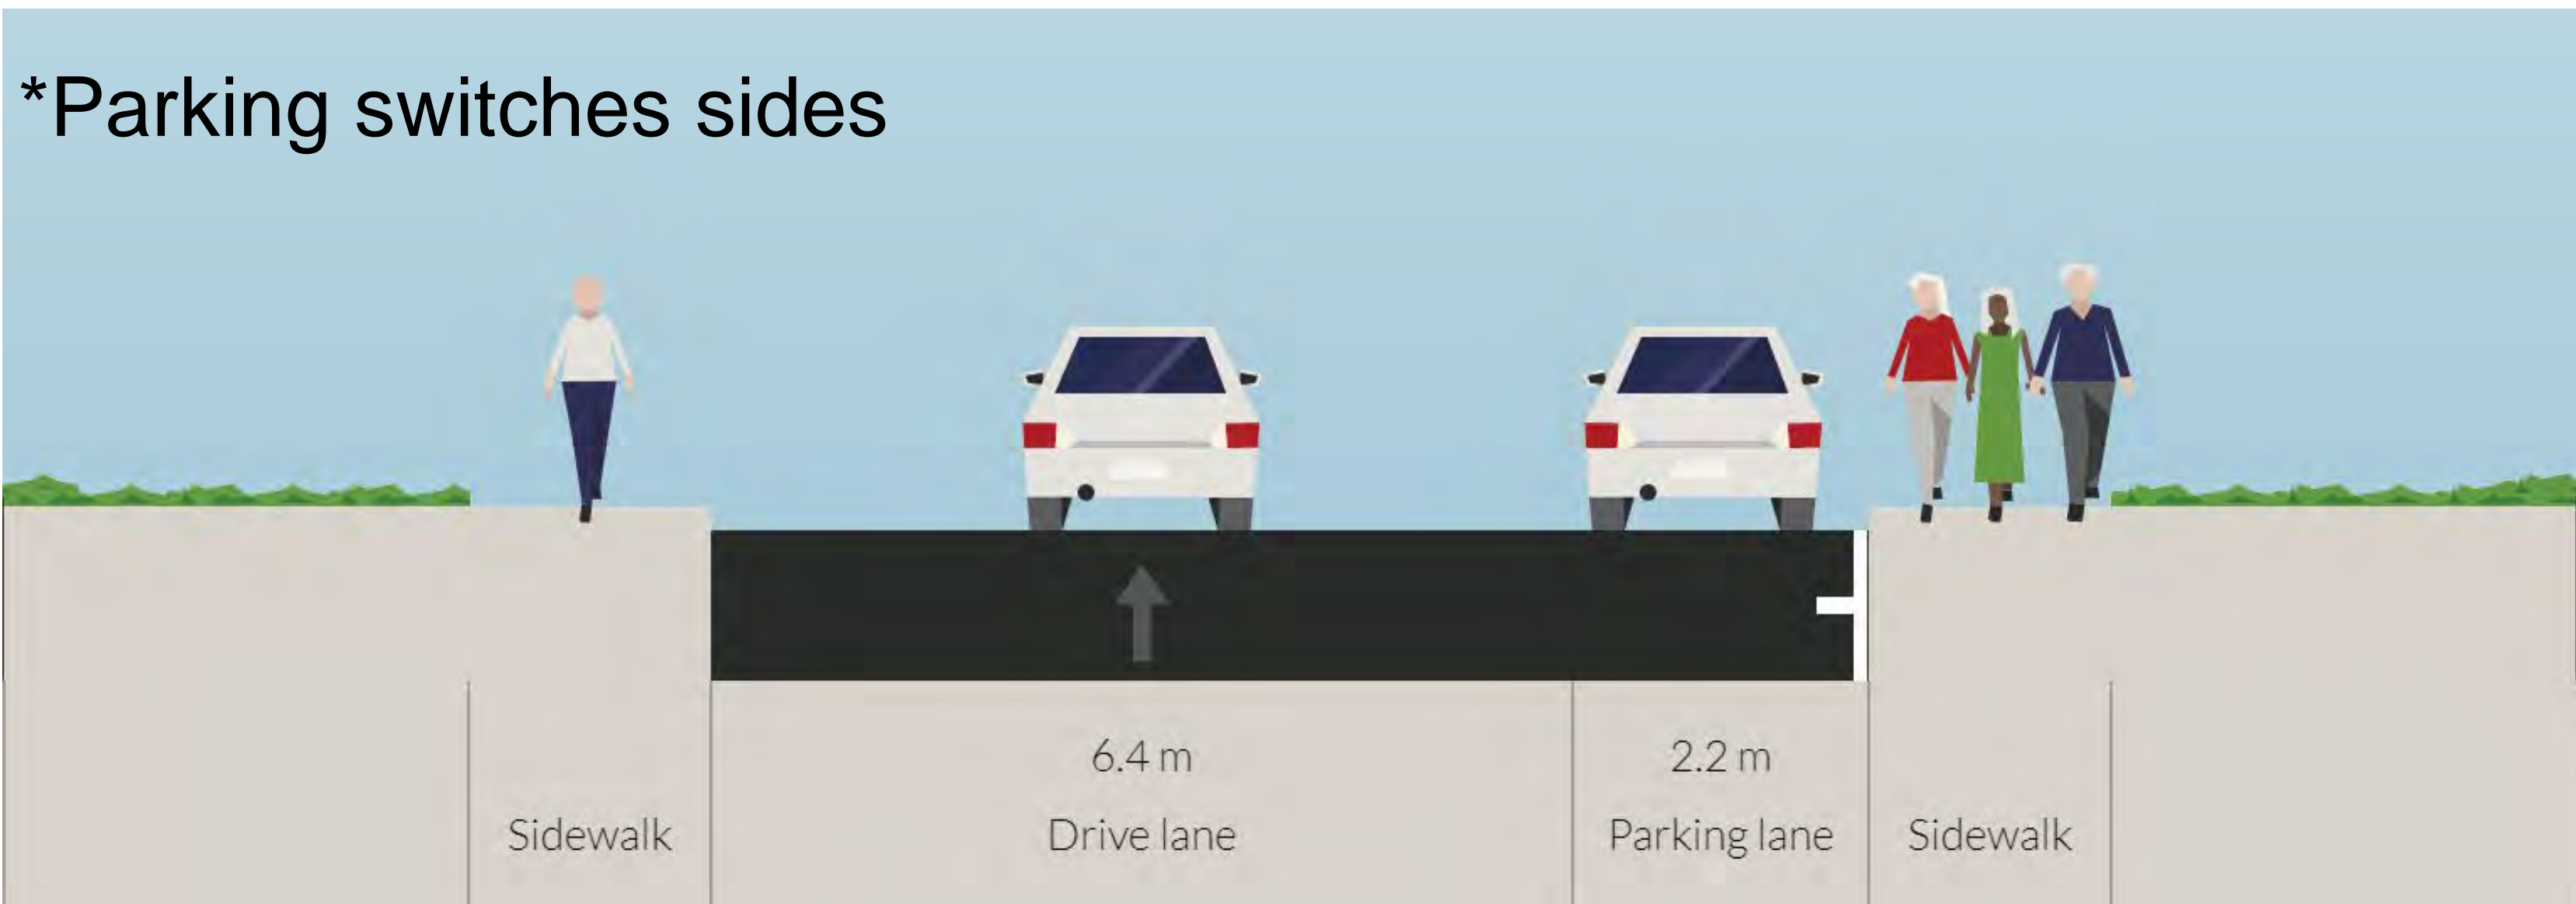 *Parking switches sides
6.4 m
2.2 m
Sidewalk
Drive lane
Parking lane
Sidewalk